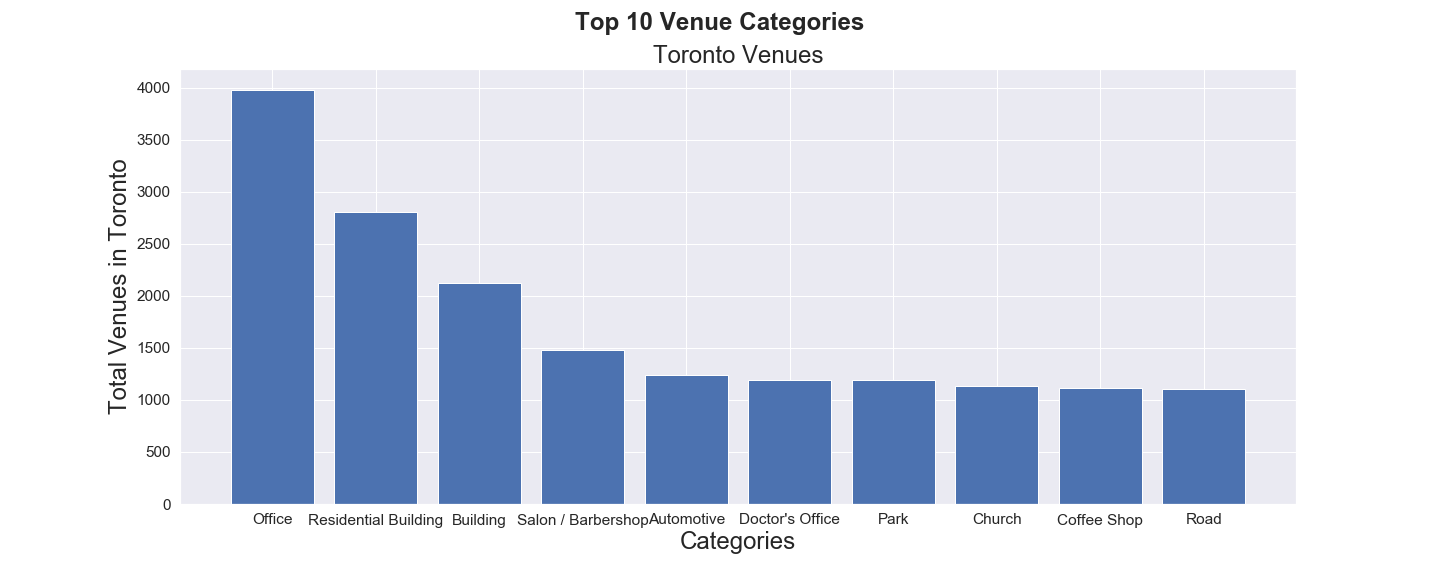 Top 10 Venue Categories
Toronto Venues
Total Venues in Toronto
4000
3500
3000
2500
2000
1500
1000
500
0
Office Residential Building Building Salon / Barbershop Automotive Doctor's Office Park Church Coffee Shop Road
Categories